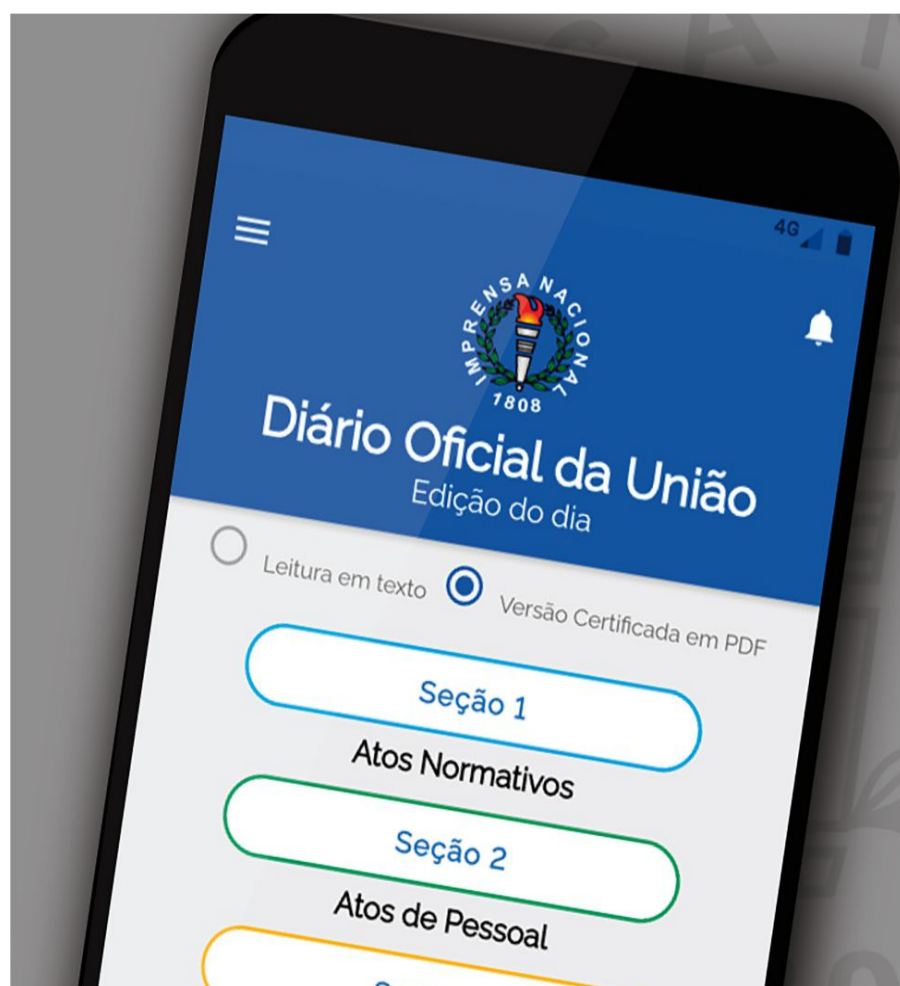 4G
IMPRENSA NACIONAL
1808
Diário Oficial da União
Edição do dia
Leitura em texto
Versão Certificada em PDF
Seção 1
Atos Normativos
Seção 2
Atos de Pessoal